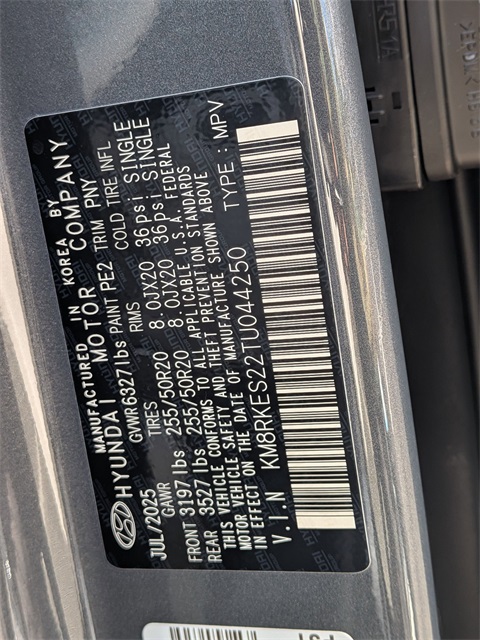 MANUFACTURED IN KOREA BY
HYUNDAI MOTOR COMPANY
JUL/2025 GVWR6327lbs PAINT PE2 TRIM PNY
GAWR TIRES RIMS COLD TIRE INFL
FRONT 3197 lbs 255/50R20 8.0JX20 36psi SINGLE
REAR 3527 lbs 255/50R20 8.0JX20 36psi SINGLE
THIS VEHICLE CONFORMS TO ALL APPLICABLE U.S.A. FEDERAL
MOTOR VEHICLE SAFETY AND THEFT PREVENTION STANDARDS
IN EFFECT ON THE DATE OF MANUFACTURE SHOWN ABOVE
V.I.N KM8RKES22TU044250 TYPE : MPV